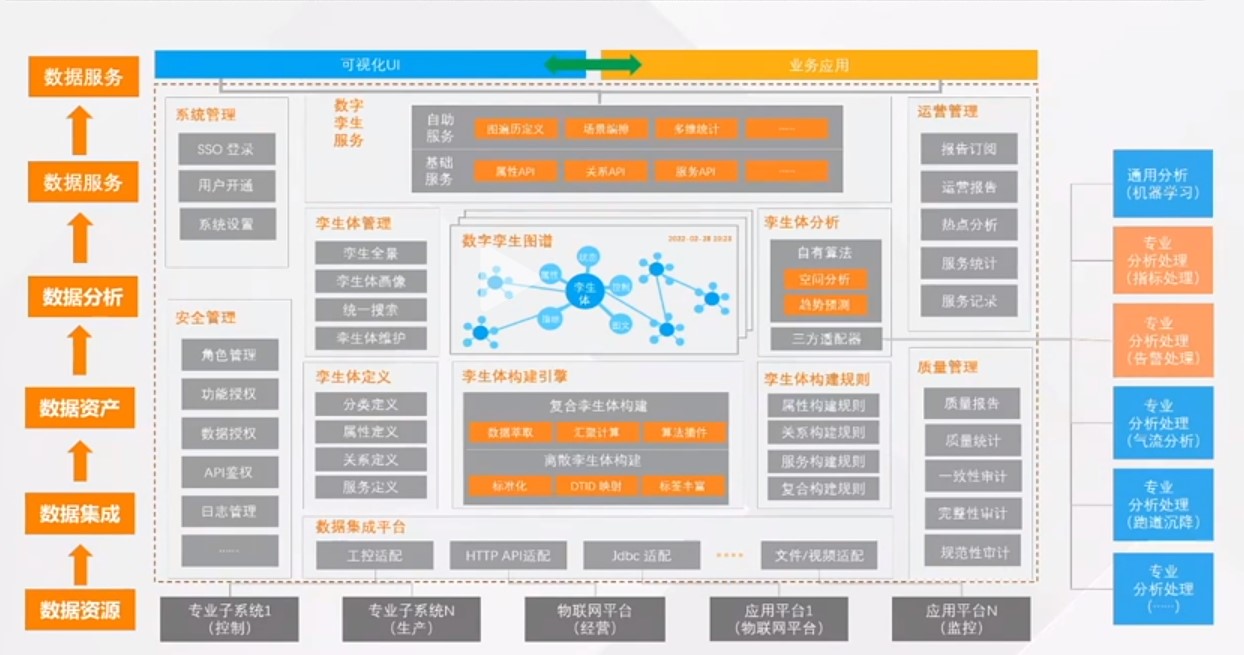 数据服务
数据服务
数据分析
数据资产
数据集成
数据资源
可视化UI
业务应用
系统管理
SSO 登录
用户开通
系统设置
安全管理
角色管理
功能授权
数据授权
API鉴权
日志管理
……
数字
孪生
服务
自助
服务
图遍历定义
场景编排
多维统计
……
基础
服务
属性API
关系API
服务API
……
孪生体管理
孪生全景
孪生体画像
统一搜索
孪生体维护
数字孪生图谱
2022-02-28 10:23
状态
属性
孪生
体
控制
图文
孪生体分析
自有算法
空间分析
趋势预测
三方适配器
孪生体定义
分类定义
属性定义
关系定义
服务定义
孪生体构建引擎
复合孪生体构建
数据萃取
汇聚计算
算法插件
离散孪生体构建
标准化
DTID 映射
标签丰富
孪生体构建规则
属性构建规则
关系构建规则
服务构建规则
复合构建规则
数据集成平台
工控适配
HTTP API适配
Jdbc 适配
文件/视频适配
运营管理
报告订阅
运营报告
热点分析
服务统计
服务记录
质量管理
质量报告
质量统计
一致性审计
完整性审计
规范性审计
专业子系统1
（控制）
专业子系统N
（生产）
物联网平台
（经营）
应用平台1
（物联网平台）
应用平台N
（监控）
通用分析
（机器学习）
专业
分析处理
（指标处理）
专业
分析处理
（告警处理）
专业
分析处理
（气流分析）
专业
分析处理
（跑道沉降）
专业
分析处理
（……）